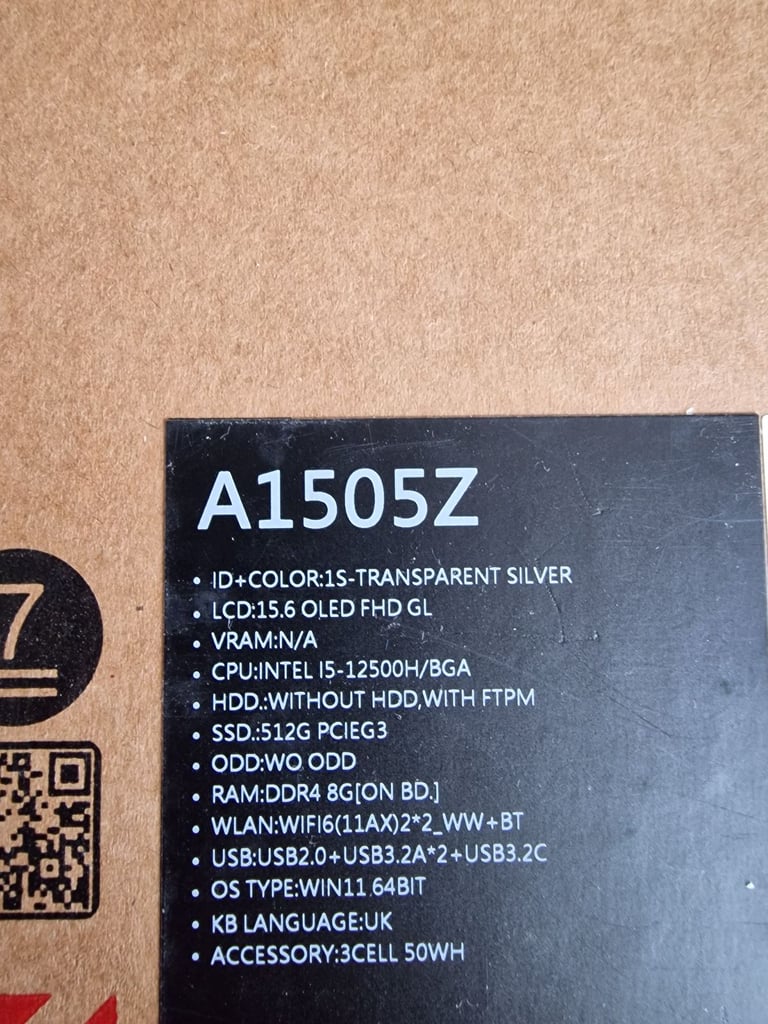 A1505Z
• ID+COLOR:1S-TRANSPARENT SILVER
• LCD:15.6 OLED FHD GL
• VRAM:N/A
• CPU:INTEL I5-12500H/BGA
• HDD.:WITHOUT HDD,WITH FTPM
• SSD.:512G PCIEG3
• ODD:WO ODD
• RAM:DDR4 8G[ON BD.]
• WLAN:WIFI6(11AX)2*2_WW+BT
• USB:USB2.0+USB3.2A*2+USB3.2C
• OS TYPE:WIN11 64BIT
• KB LANGUAGE:UK
• ACCESSORY:3CELL 50WH
7